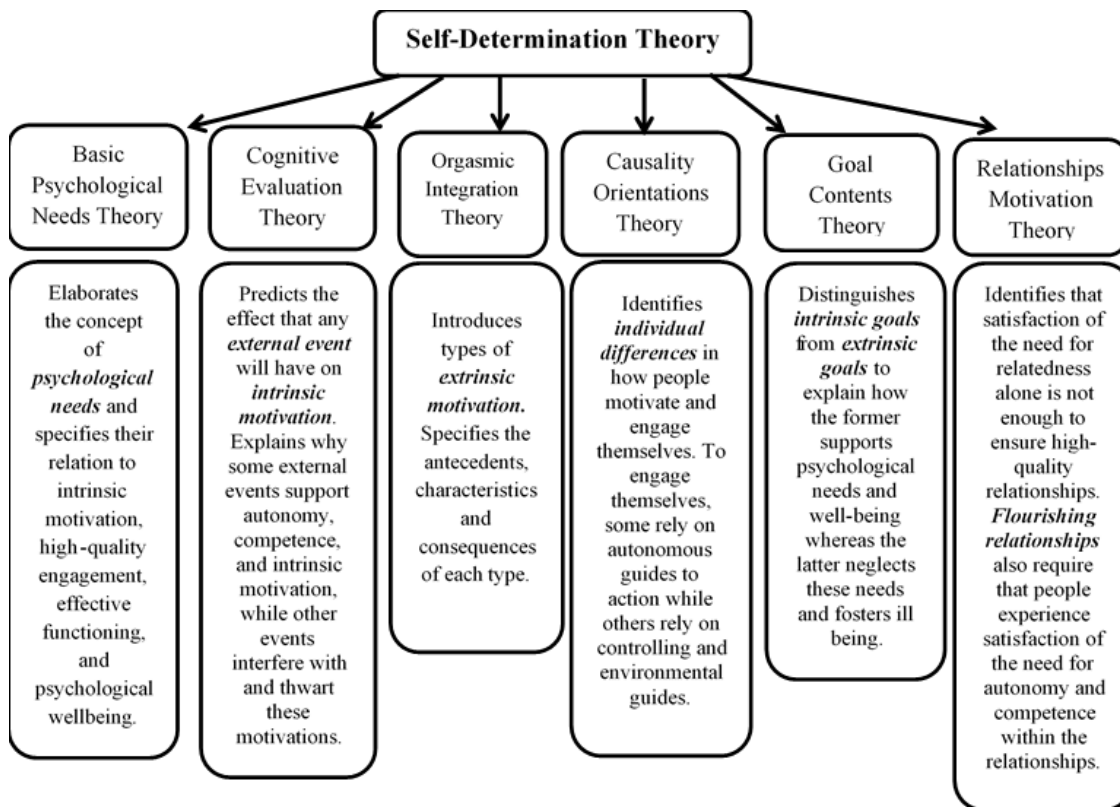 Self-Determination Theory
Basic
Psychological
Needs Theory
Cognitive
Evaluation
Theory
Orgasmic
Integration
Theory
Causality
Orientations
Theory
Goal
Contents
Theory
Relationships
Motivation
Theory
Elaborates
the concept
of
psychological
needs and
specifies their
relation to
intrinsic
motivation,
high-quality
engagement,
effective
functioning,
and
psychological
wellbeing.
Predicts the
effect that any
external event
will have on
intrinsic
motivation.
Explains why
some external
events support
autonomy,
competence,
and intrinsic
motivation,
while other
events
interfere with
and thwart
these
motivations.
Introduces
types of
extrinsic
motivation.
Specifies the
antecedents,
characteristics
and
consequences
of each type.
Identifies
individual
differences in
how people
motivate and
engage
themselves. To
engage
themselves,
some rely on
autonomous
guides to
action while
others rely on
controlling and
environmental
guides.
Distinguishes
intrinsic goals
from extrinsic
goals to
explain how
the former
supports
psychological
needs and
well-being
whereas the
latter neglects
these needs
and fosters ill
being.
Identifies that
satisfaction of
the need for
relatedness
alone is not
enough to
ensure high-
quality
relationships.
Flourishing
relationships
also require
that people
experience
satisfaction of
the need for
autonomy and
competence
within the
relationships.